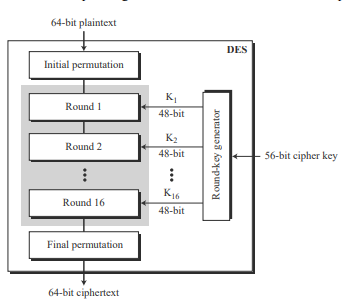 64-bit plaintext
DES
Initial permutation
Round 1
K1
48-bit
Round 2
K2
48-bit
Round 16
K16
48-bit
Round-key generator
56-bit cipher key
Final permutation
64-bit ciphertext